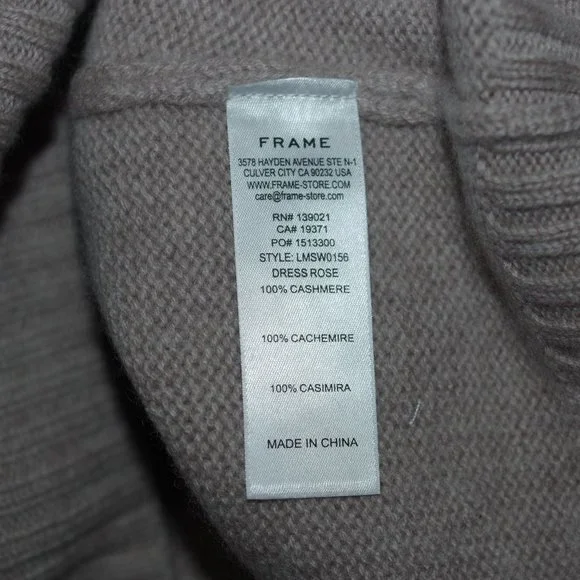 FRAME
3578 HAYDEN AVENUE STE N-1
CULVER CITY CA 90232 USA
WWW.FRAME-STORE.COM
care@frame-store.com
RN# 139021
CA# 19371
PO# 1513300
STYLE: LMSW0156
DRESS ROSE
100% CASHMERE
100% CACHEMIRE
100% CASIMIRA
MADE IN CHINA